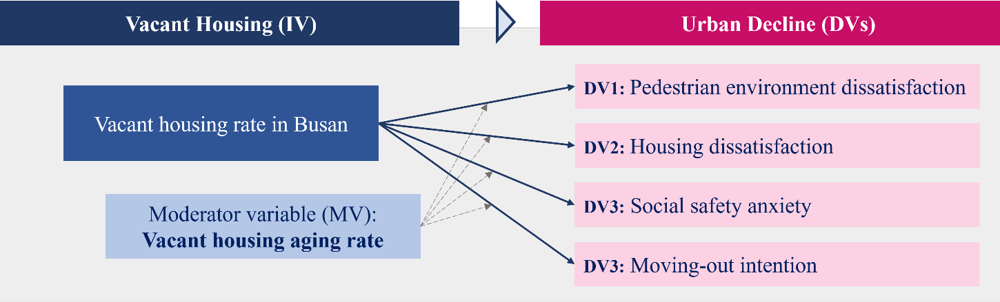 Vacant Housing (IV)
Urban Decline (DVs)
Vacant housing rate in Busan
Moderator variable (MV):
Vacant housing aging rate
DV1: Pedestrian environment dissatisfaction
DV2: Housing dissatisfaction
DV3: Social safety anxiety
DV3: Moving-out intention